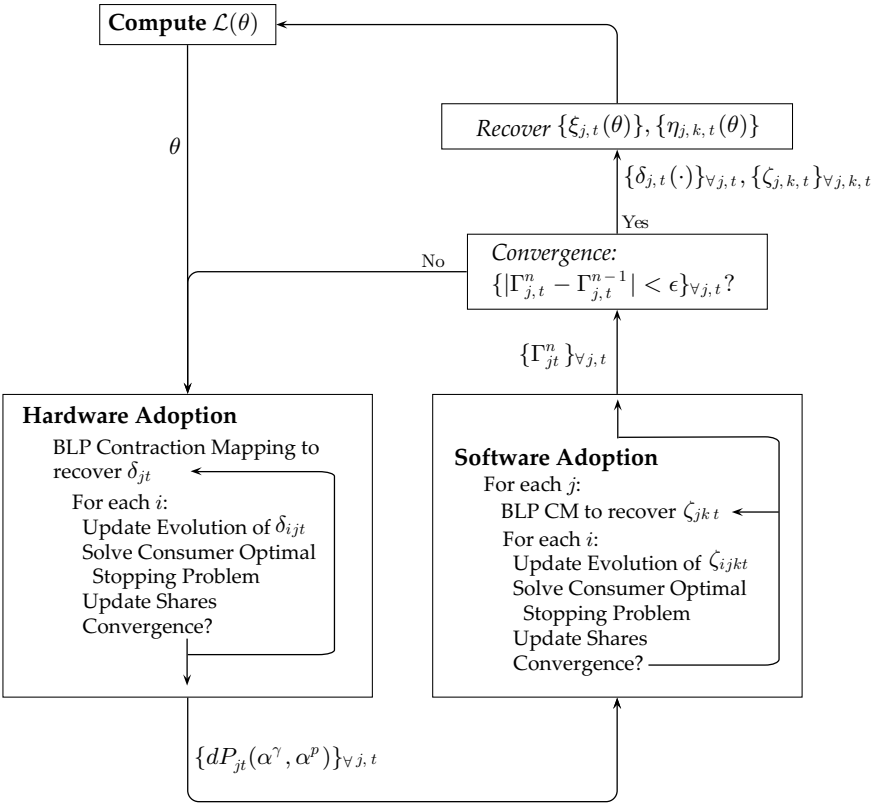 Compute ℒ(θ)
Recover {ξ_{j,t}(θ)}, {η_{j,k,t}(θ)}
θ
{δ_{j,t}(·)}_{∀j,t}, {ζ_{j,k,t}}_{∀j,k,t}
Yes
No
Convergence:
{|Γ^n_{j,t} − Γ^{n−1}_{j,t}| < ϵ}_{∀j,t}?
{Γ^n_{jt}}_{∀j,t}
Hardware Adoption
BLP Contraction Mapping to
recover δ_{jt}
For each i:
Update Evolution of δ_{ijt}
Solve Consumer Optimal
Stopping Problem
Update Shares
Convergence?
Software Adoption
For each j:
BLP CM to recover ζ_{jkt}
For each i:
Update Evolution of ζ_{ijkt}
Solve Consumer Optimal
Stopping Problem
Update Shares
Convergence?
{dP_{jt}(α^γ, α^p)}_{∀j,t}